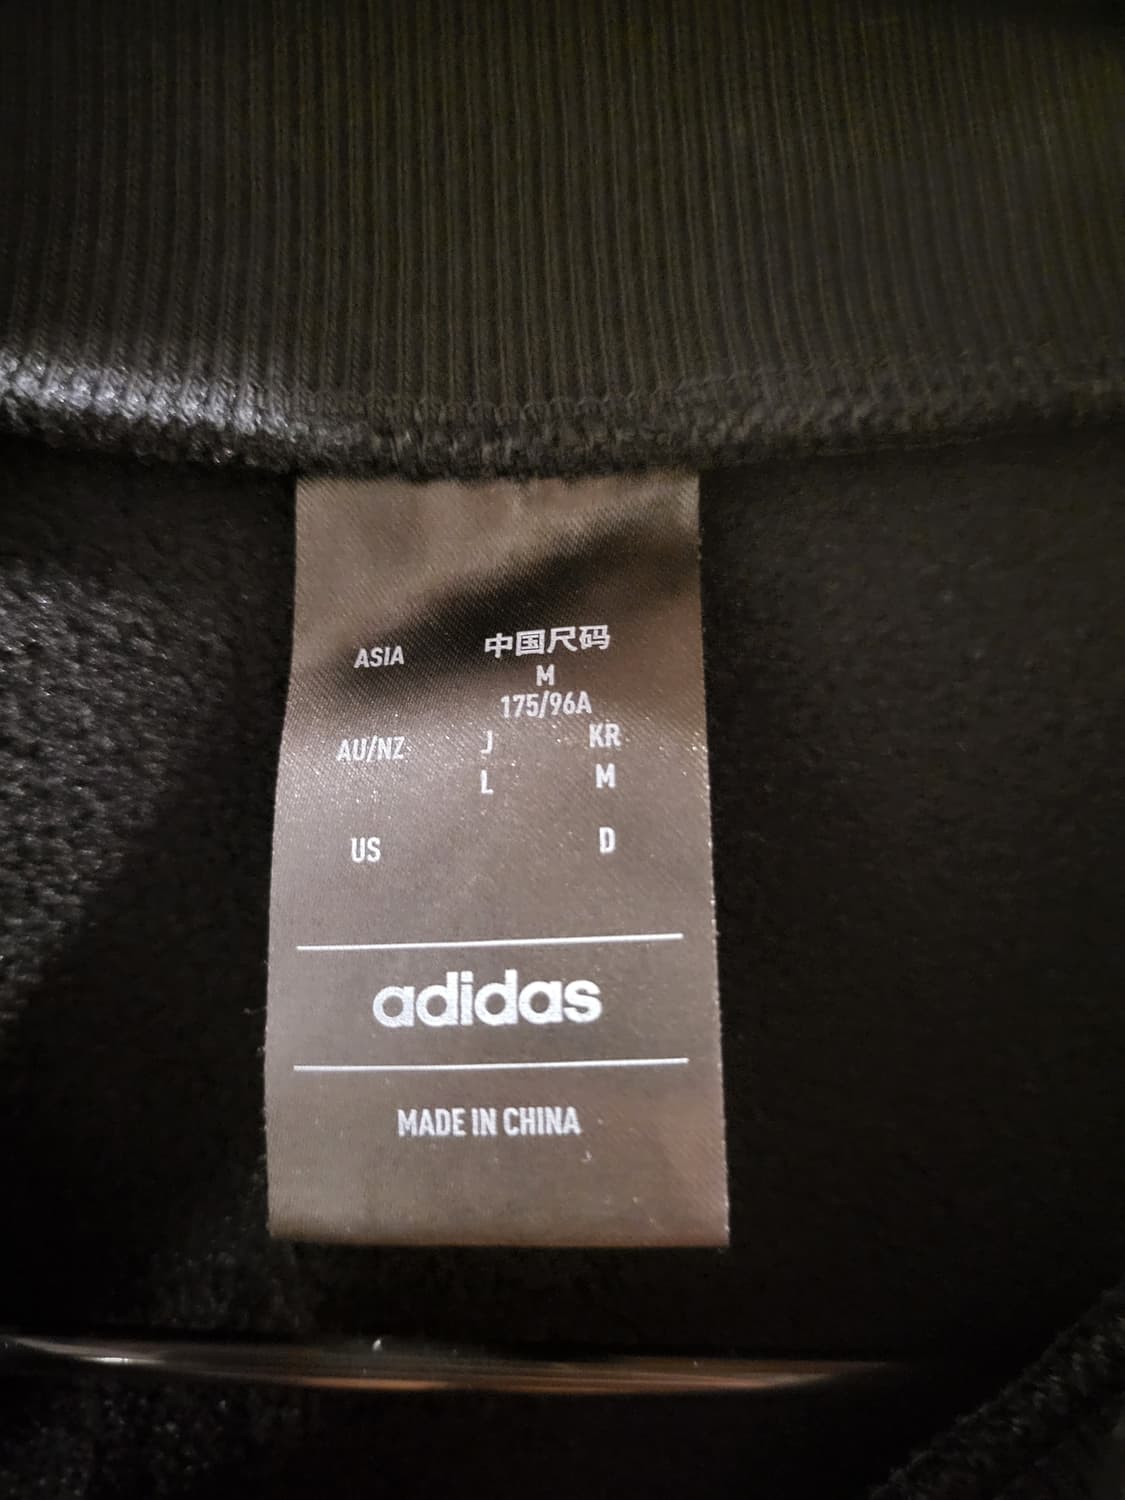 ASIA 中国尺码
M
175/96A
AU/NZ J KR
L M
US D
adidas
MADE IN CHINA